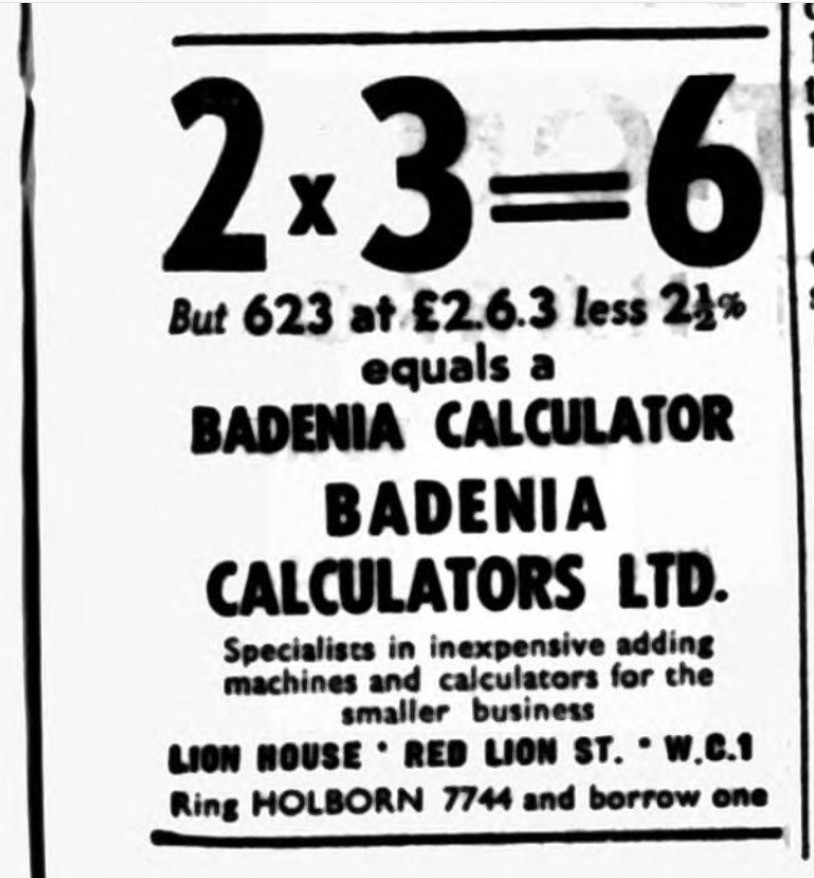 2 x 3 = 6
But 623 at £2.6.3 less 2½%
equals a
BADENIA CALCULATOR
BADENIA
CALCULATORS LTD.
Specialists in inexpensive adding
machines and calculators for the
smaller business
LION HOUSE · RED LION ST. · W.C.1
Ring HOLBORN 7744 and borrow one